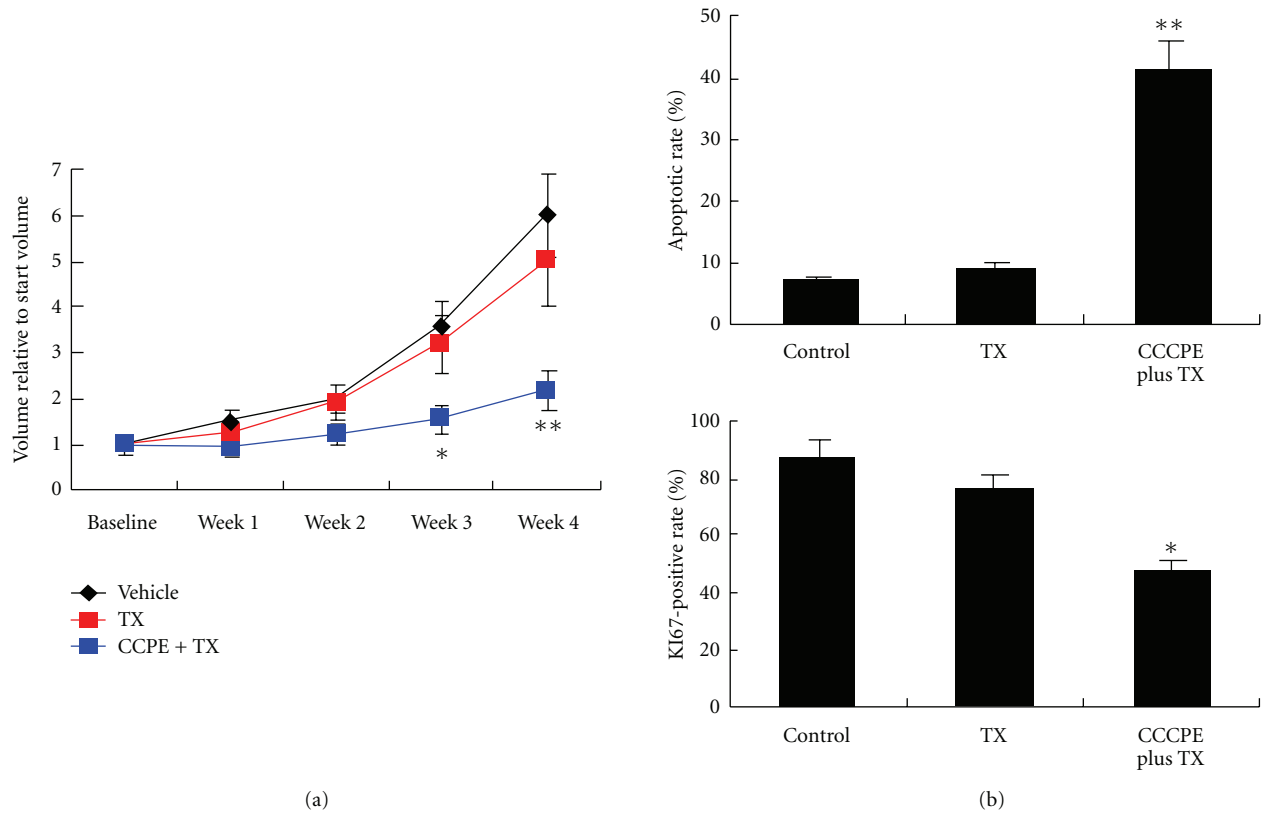 7
6
5
4
3
2
1
0
Volume relative to start volume
*
**
Baseline Week 1 Week 2 Week 3 Week 4
Vehicle
TX
CCPE + TX
(a)
50
40
30
20
10
0
Apoptotic rate (%)
**
Control TX CCCPE
plus TX
100
80
60
40
20
0
KI67-positive rate (%)
*
Control TX CCCPE
plus TX
(b)